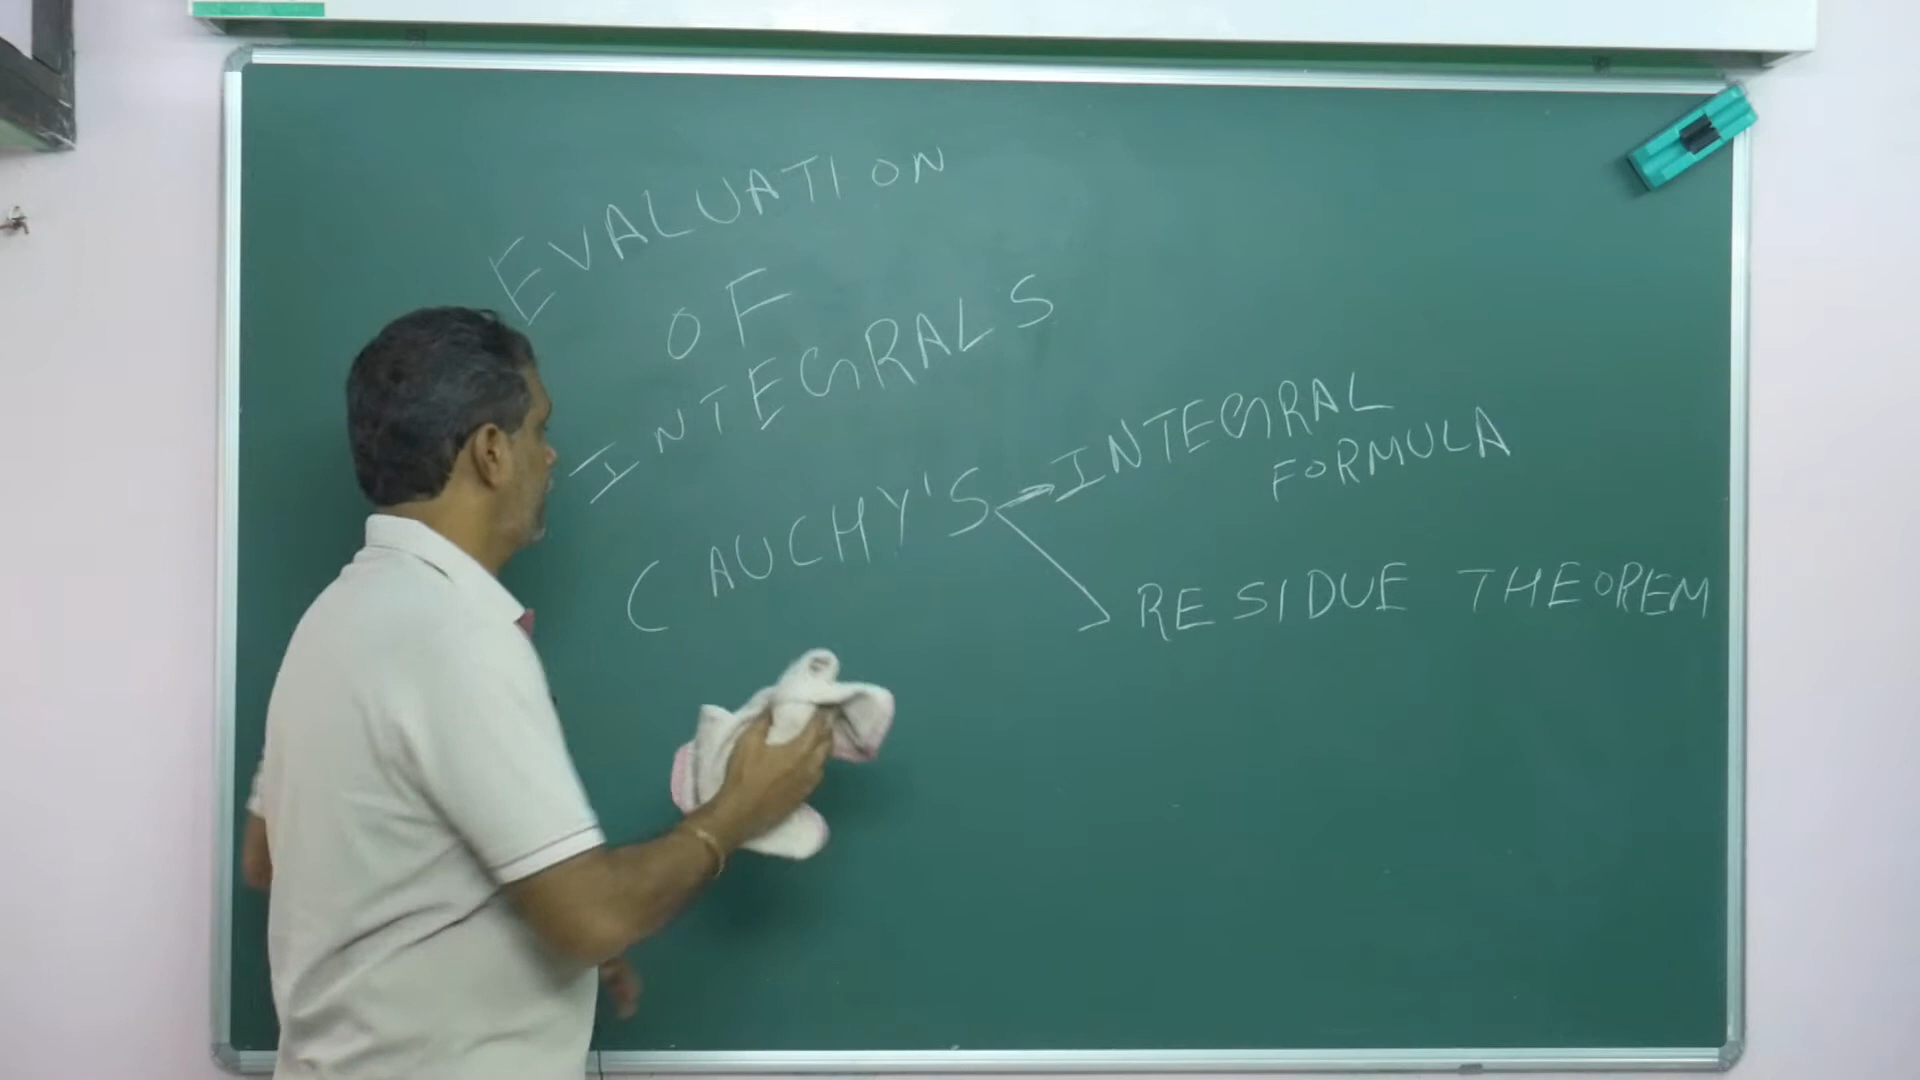 EVALUATION
OF
INTEGRALS
CAUCHY'S → INTEGRAL
FORMULA
RESIDUE THEOREM